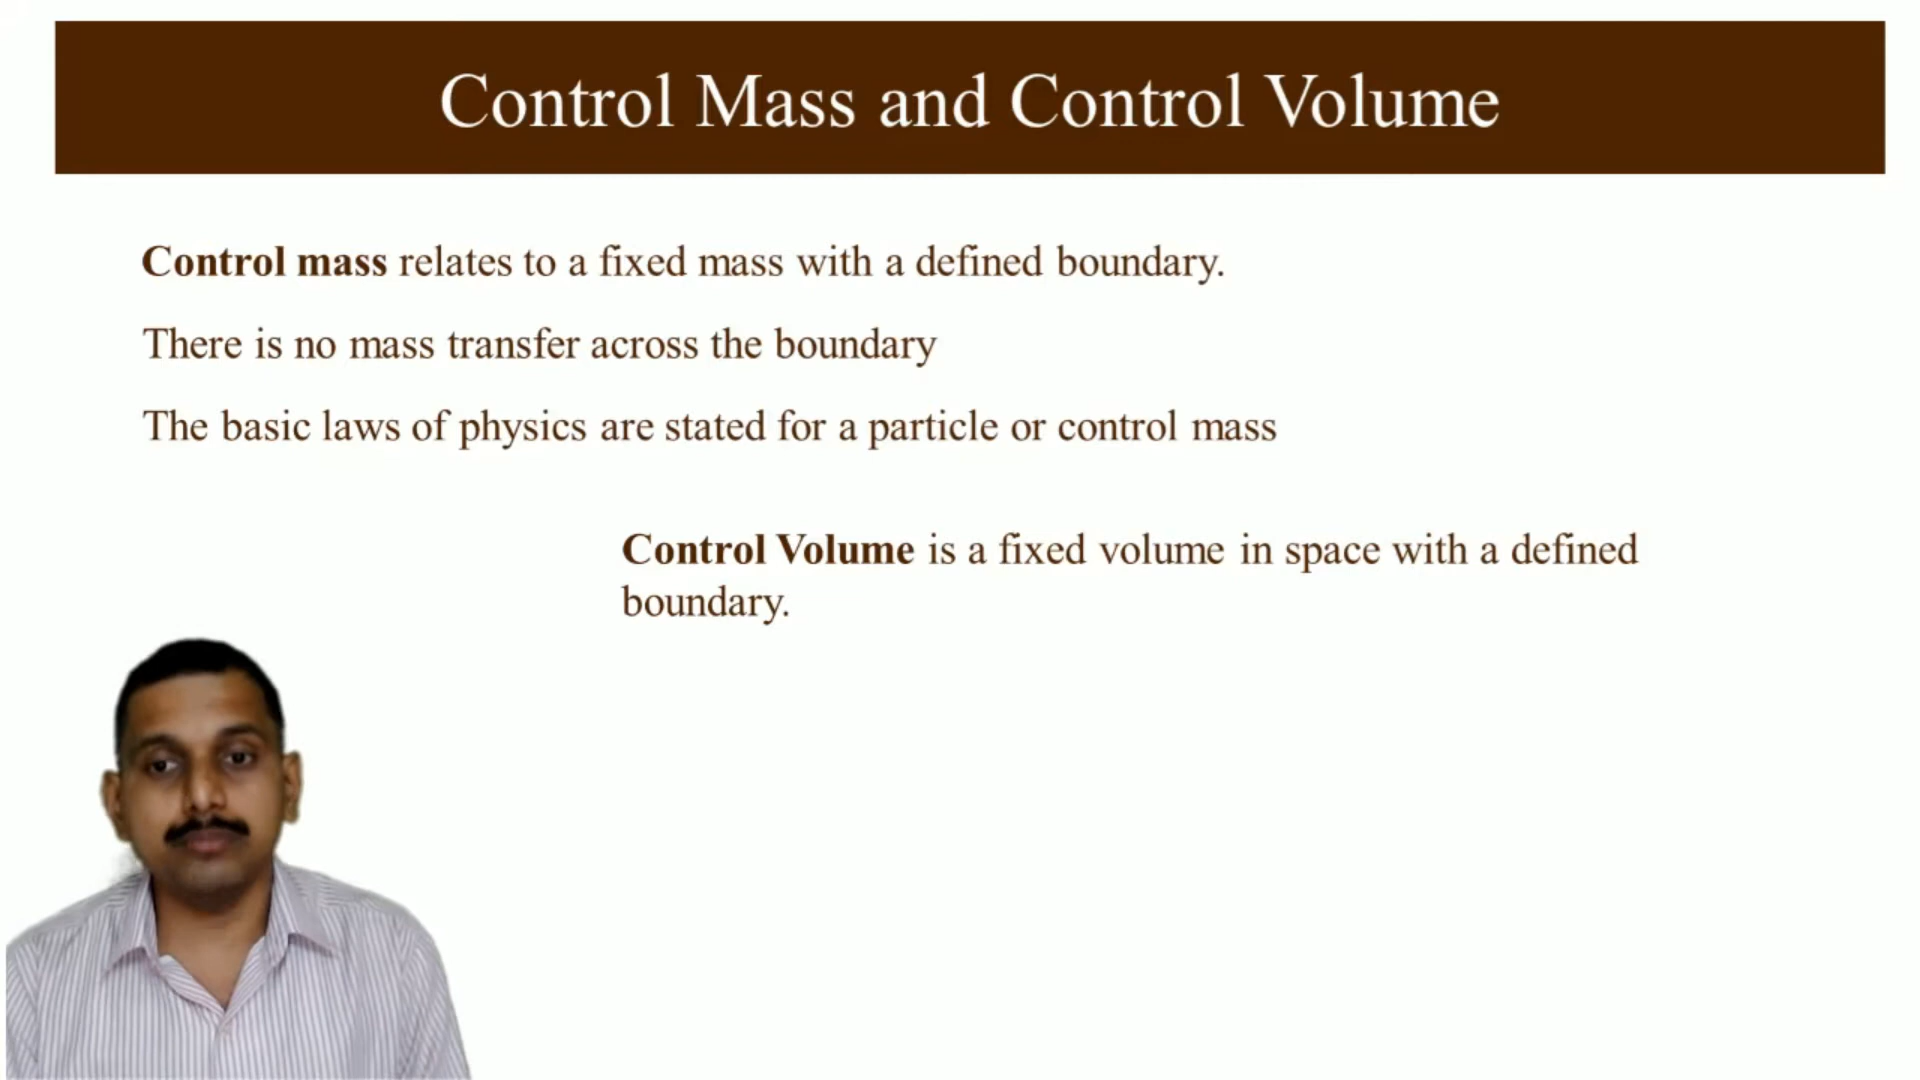 Control Mass and Control Volume
Control mass relates to a fixed mass with a defined boundary.
There is no mass transfer across the boundary
The basic laws of physics are stated for a particle or control mass
Control Volume is a fixed volume in space with a defined
boundary.